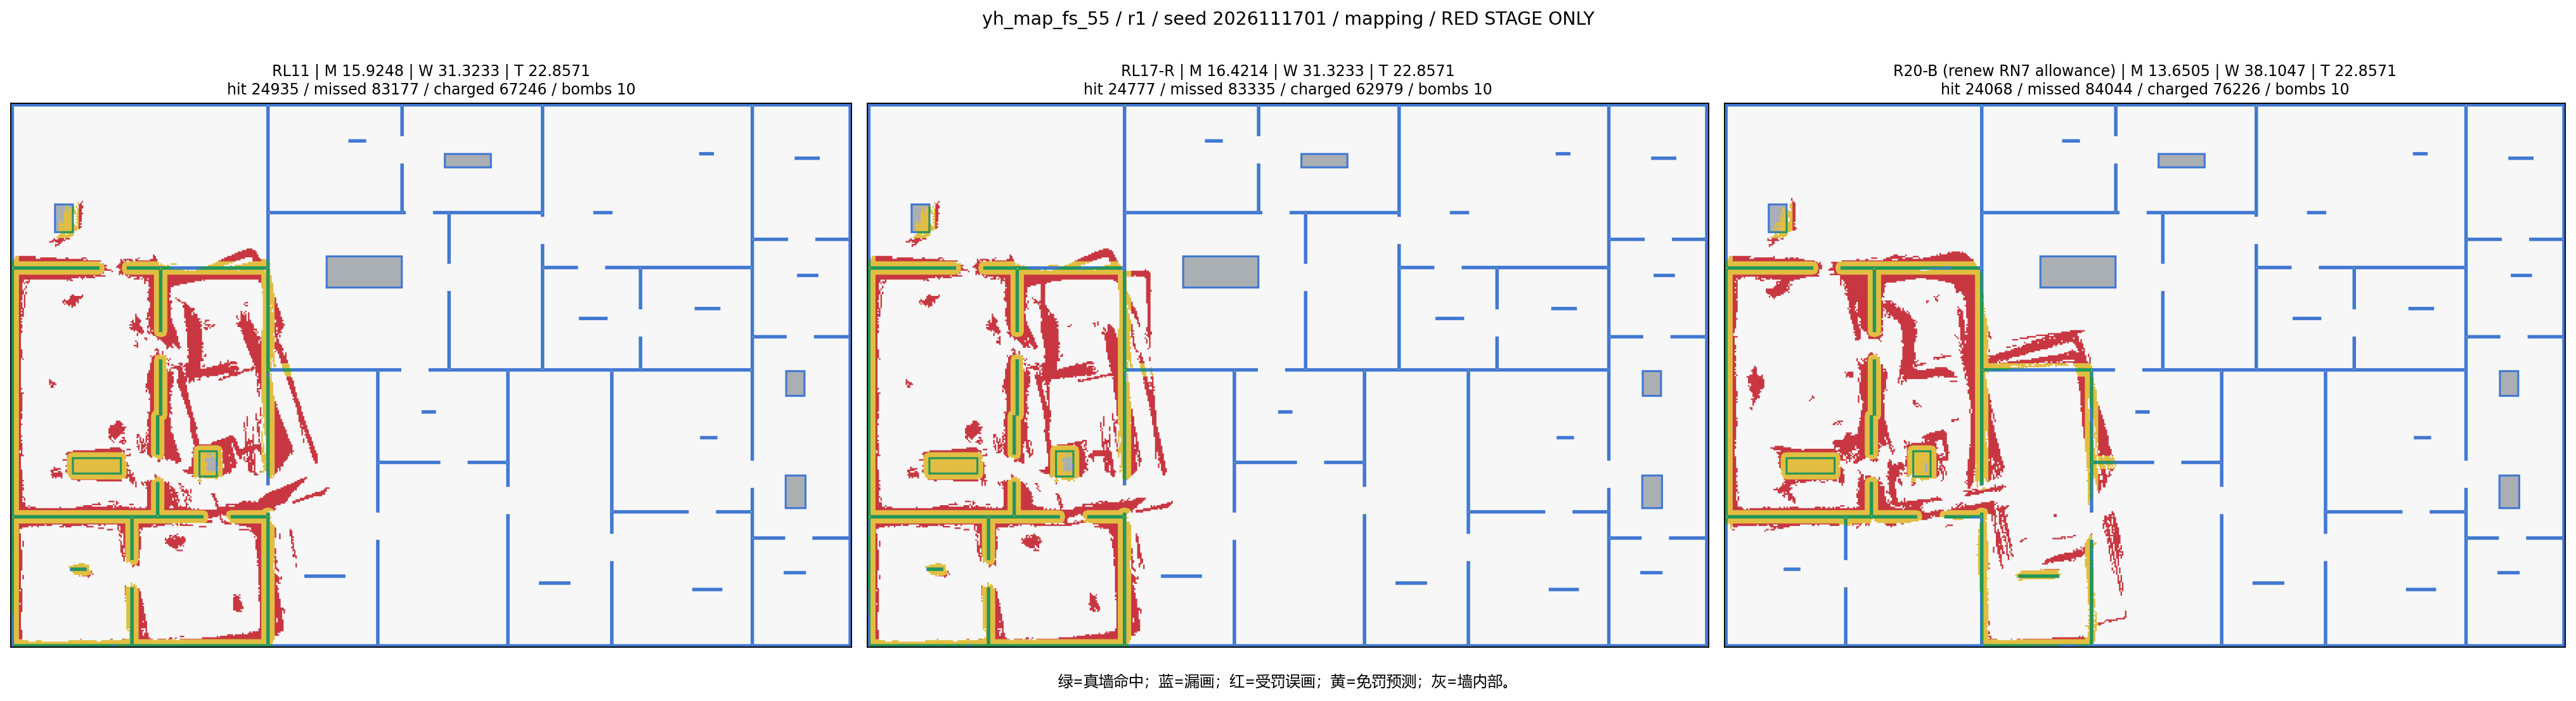 yh_map_fs_55 / r1 / seed 2026111701 / mapping / RED STAGE ONLY
RL11 | M 15.9248 | W 31.3233 | T 22.8571
hit 24935 / missed 83177 / charged 67246 / bombs 10
RL17-R | M 16.4214 | W 31.3233 | T 22.8571
hit 24777 / missed 83335 / charged 62979 / bombs 10
R20-B (renew RN7 allowance) | M 13.6505 | W 38.1047 | T 22.8571
hit 24068 / missed 84044 / charged 76226 / bombs 10
绿=真墙命中；蓝=漏画；红=受罚误画；黄=免罚预测；灰=墙内部。